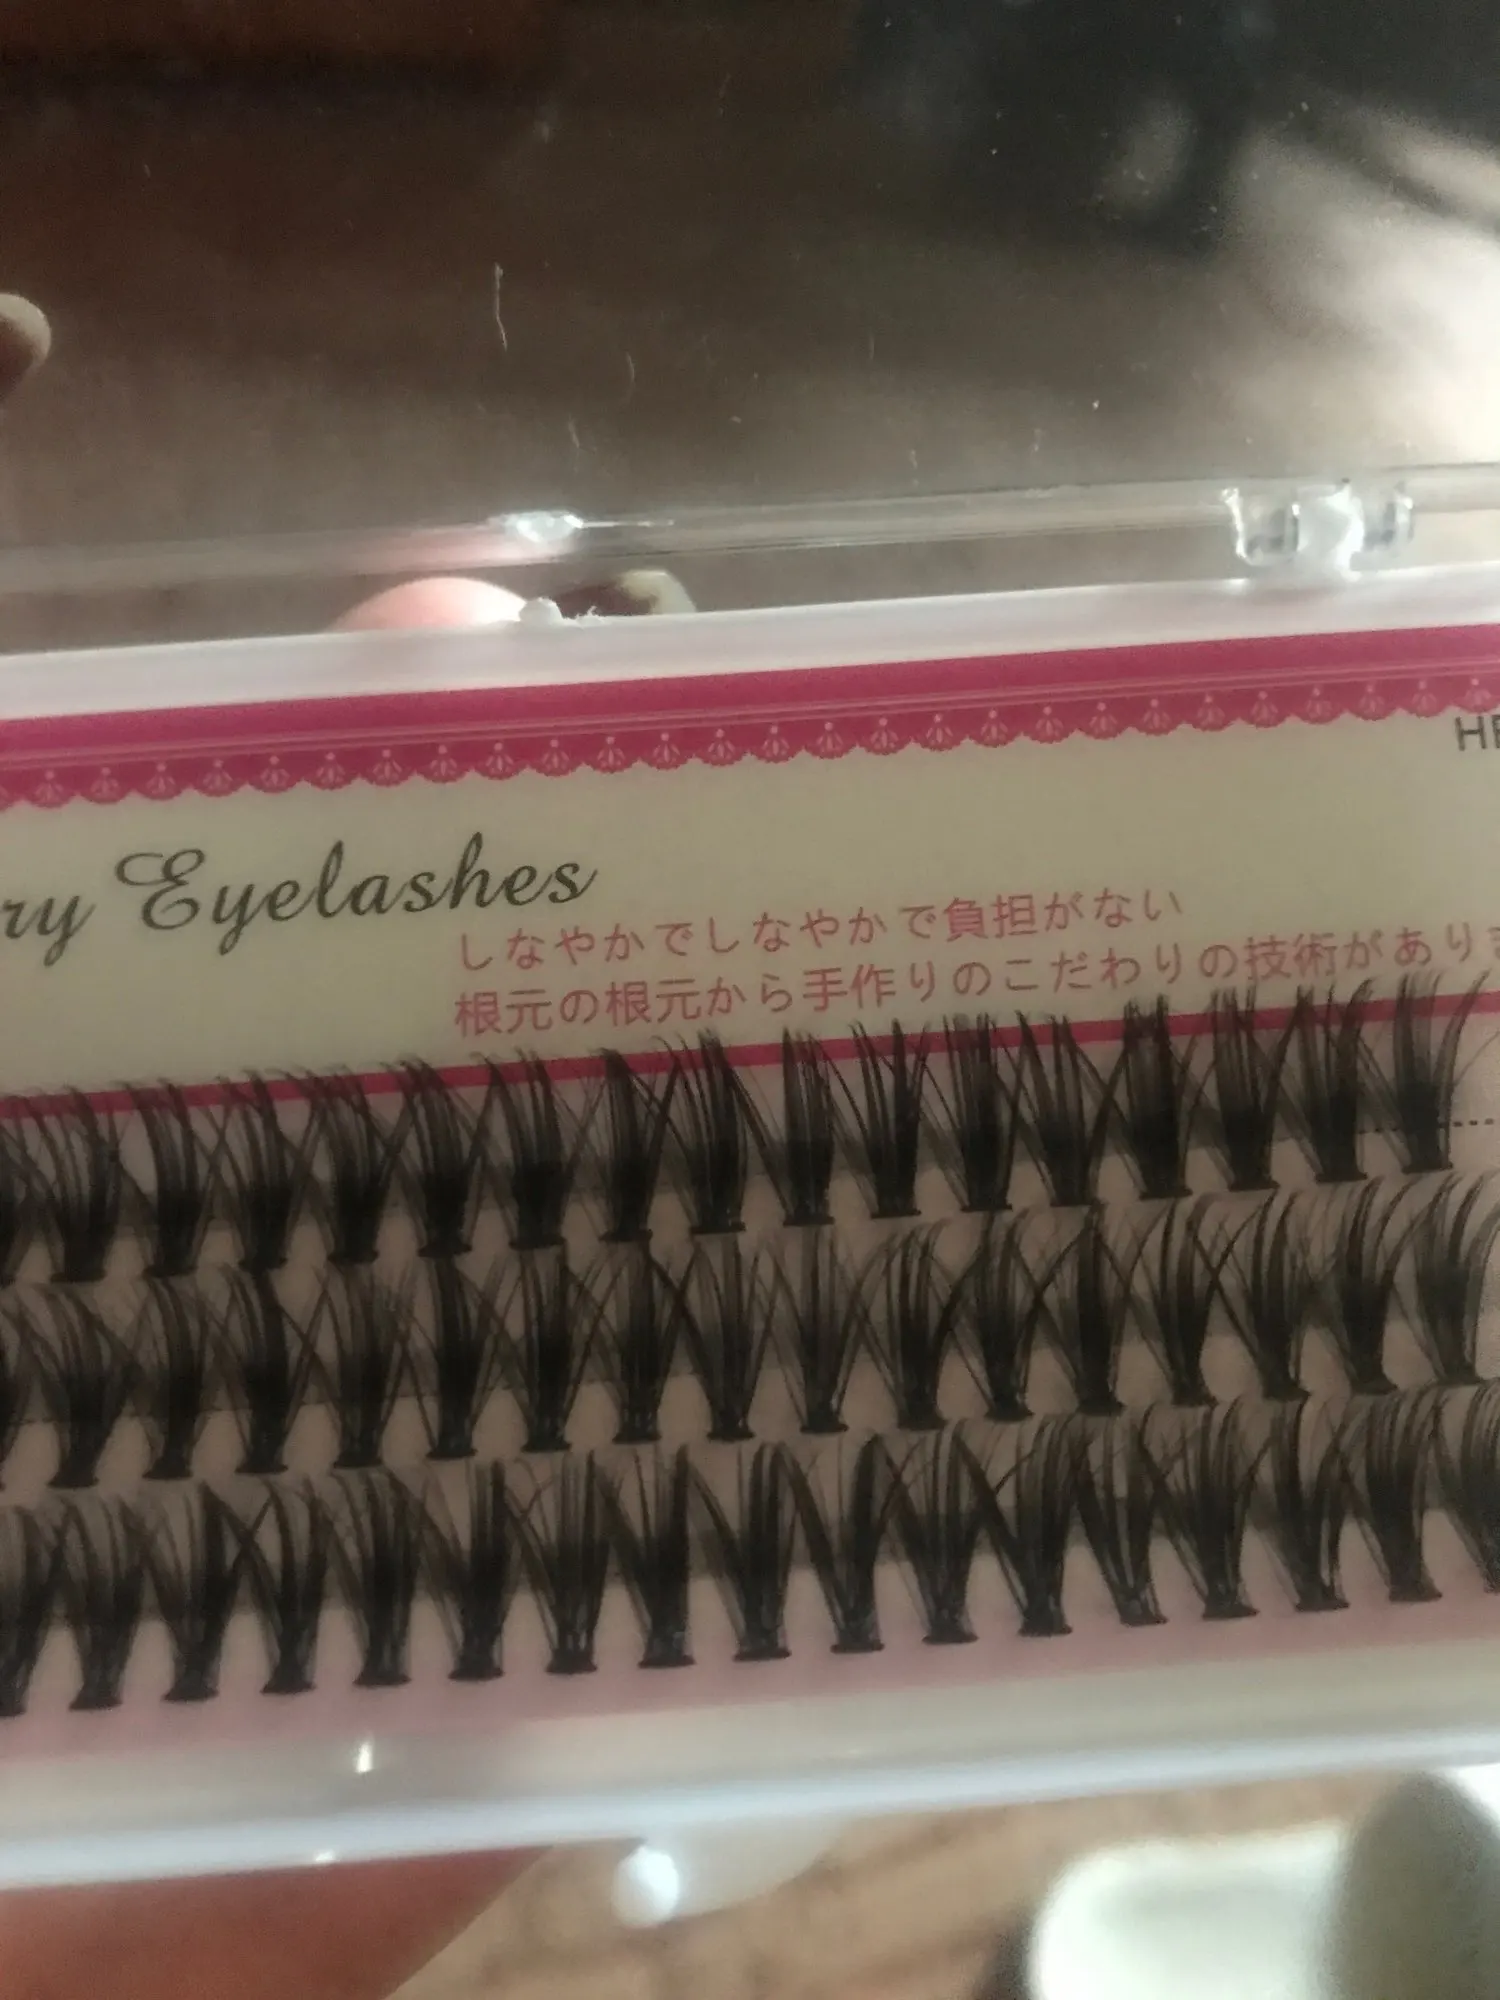 ry Eyelashes
しなやかでしなやかで負担がない
根元の根元から手作りのこだわりの技術があり